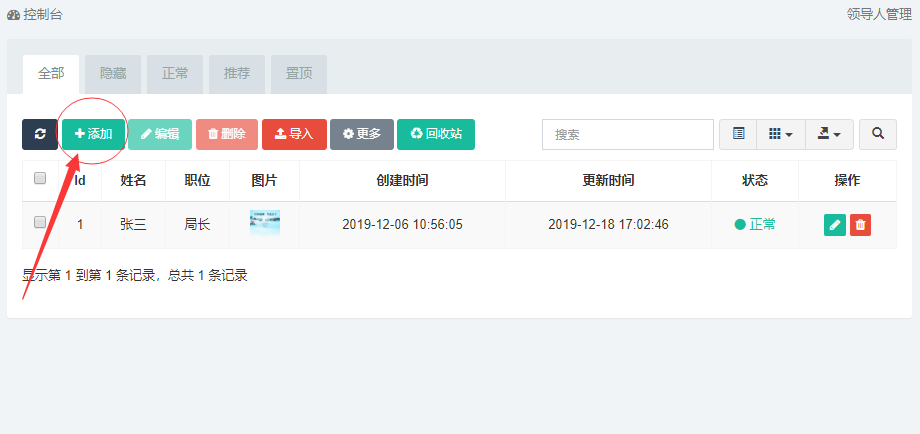 控制台 领导人管理
全部 隐藏 正常 推荐 置顶
添加 编辑 删除 导入 更多 回收站 搜索
Id 姓名 职位 图片 创建时间 更新时间 状态 操作
1 张三 局长 2019-12-06 10:56:05 2019-12-18 17:02:46 正常
显示第 1 到第 1 条记录，总共 1 条记录